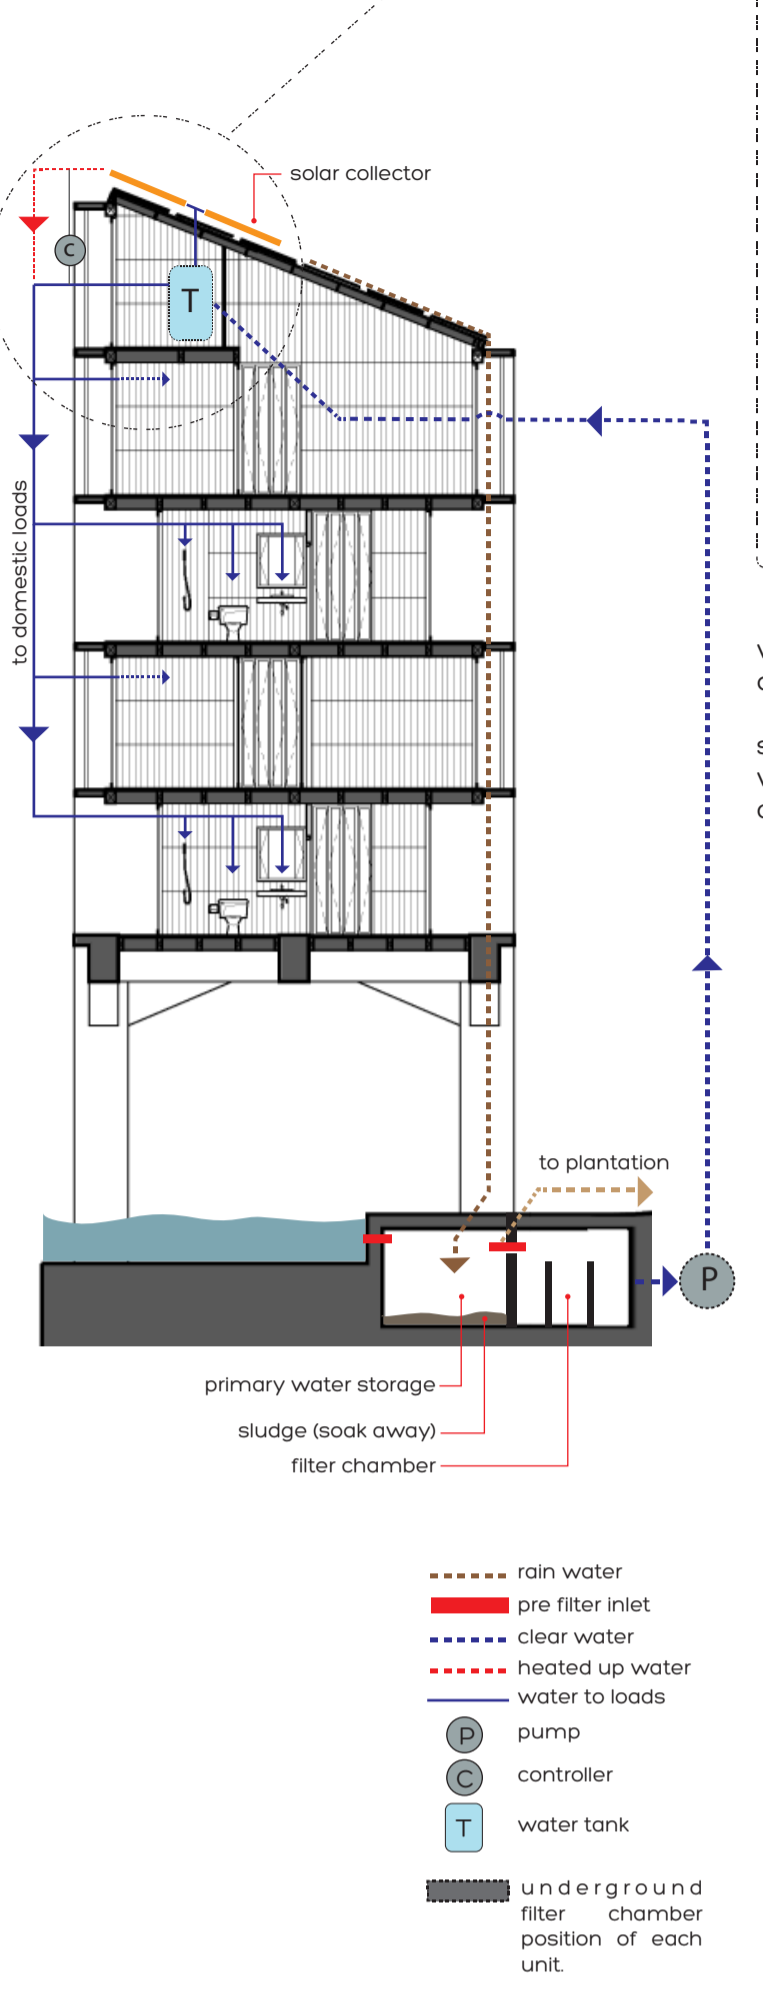 solar collector
C
T
to domestic loads
to plantation
P
primary water storage
sludge (soak away)
filter chamber
rain water
pre filter inlet
clear water
heated up water
water to loads
P pump
C controller
T water tank
underground
filter chamber
position of each
unit.